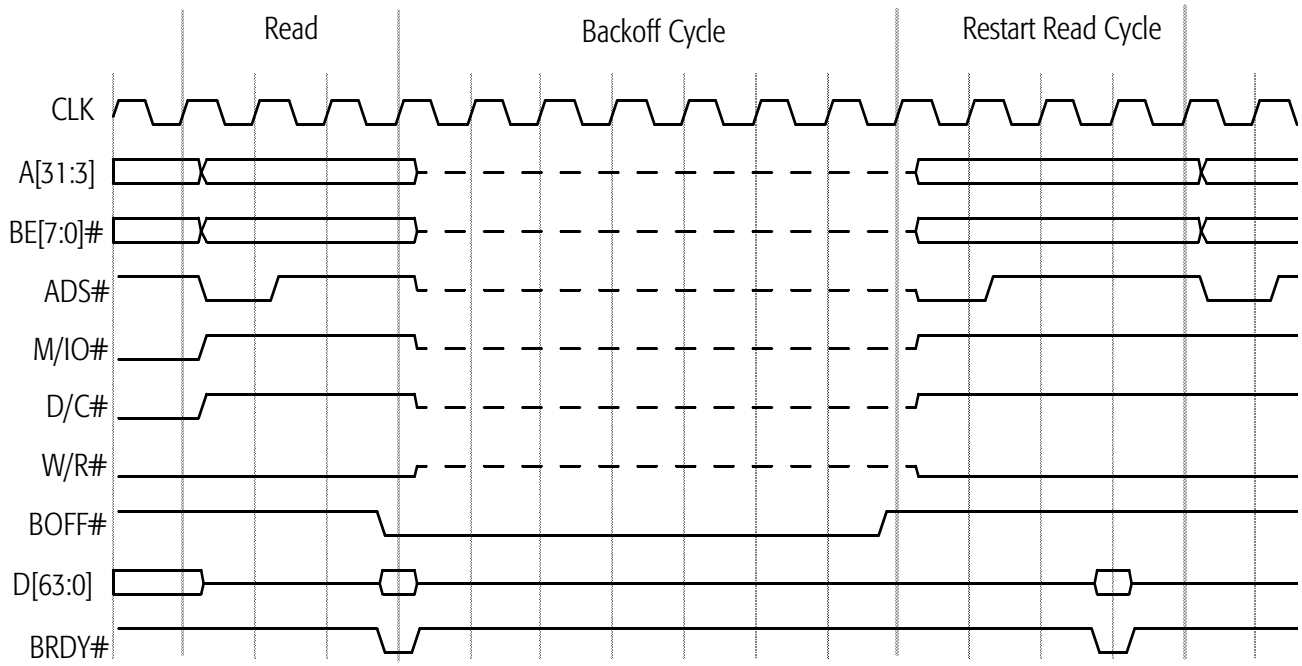 Read
Backoff Cycle
Restart Read Cycle
CLK
A[31:3]
BE[7:0]#
ADS#
M/IO#
D/C#
W/R#
BOFF#
D[63:0]
BRDY#